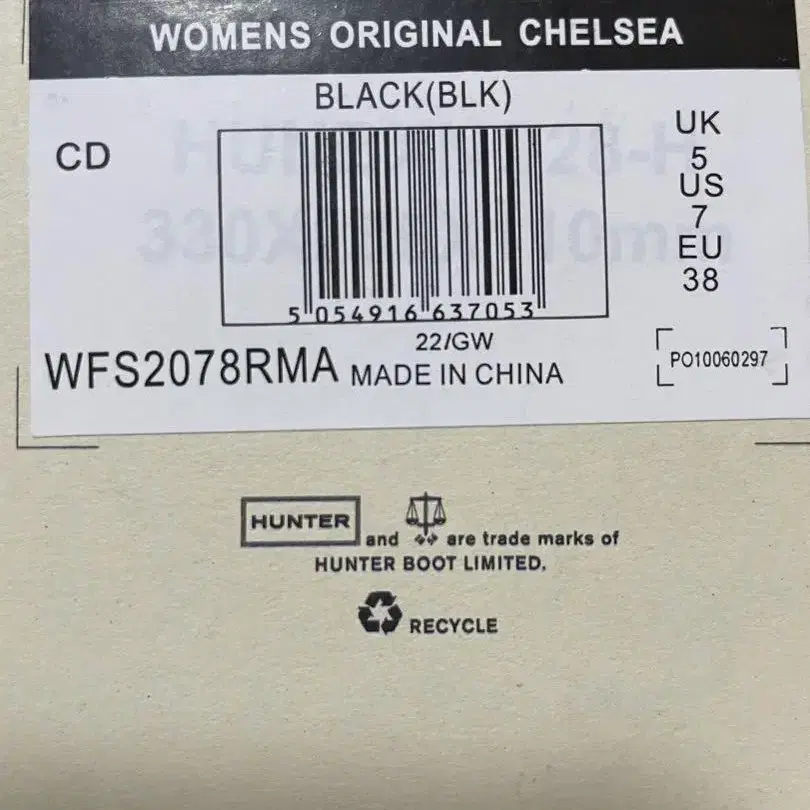 WOMENS ORIGINAL CHELSEA
BLACK(BLK)
CD
UK
5
US
7
EU
38
5 054916 637053
22/GW
WFS2078RMA MADE IN CHINA
PO10060297
HUNTER and are trade marks of
HUNTER BOOT LIMITED.
RECYCLE